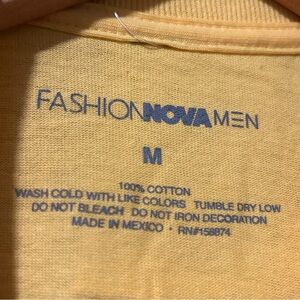 FASHIONNOVAMEN
M
100% COTTON
WASH COLD WITH LIKE COLORS TUMBLE DRY LOW
DO NOT BLEACH DO NOT IRON DECORATION
MADE IN MEXICO • RN#158874